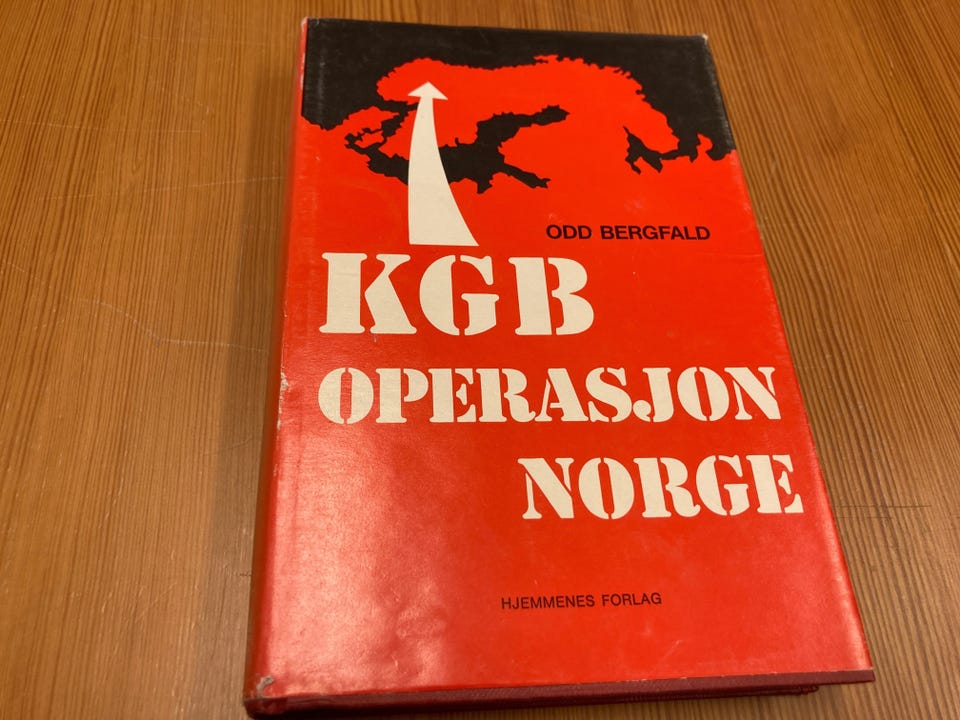 ODD BERGFALD
KGB
OPERASJON
NORGE
HJEMMENES FORLAG